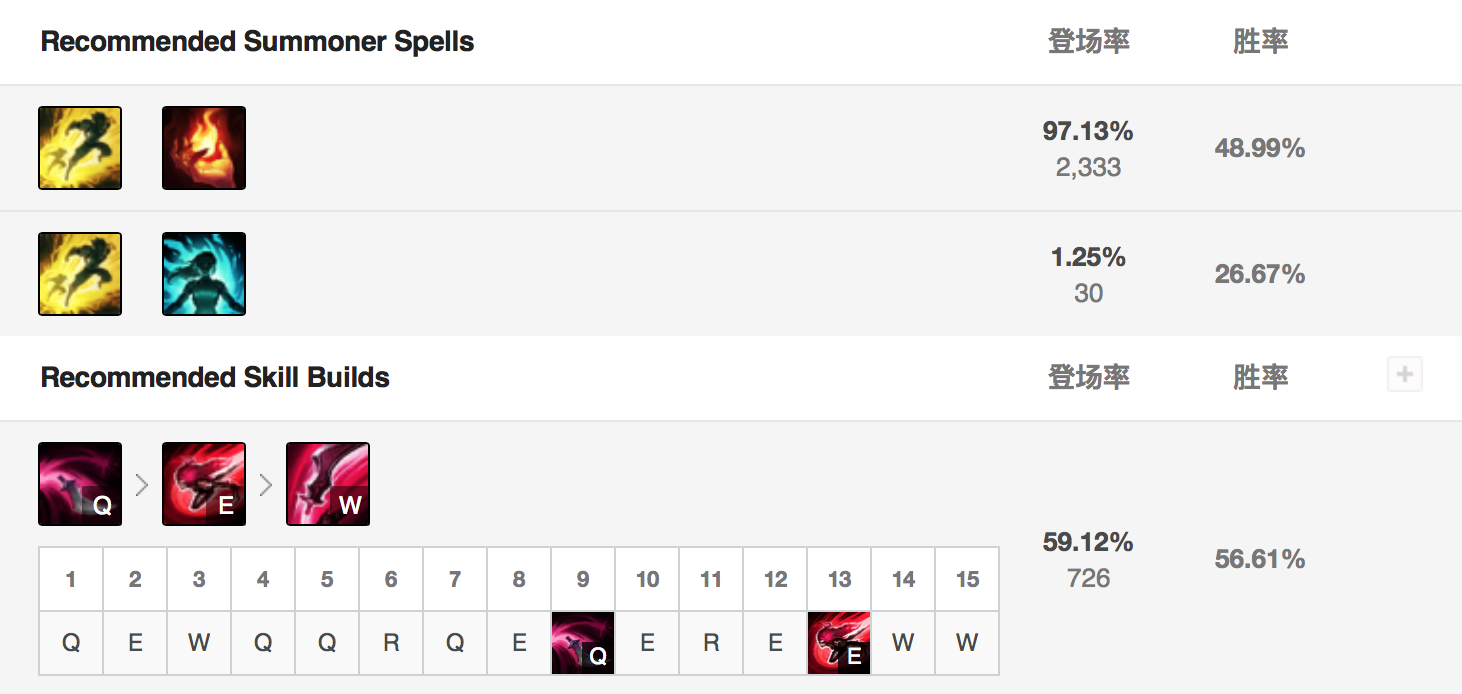 Recommended Summoner Spells 登场率 胜率
97.13%
2,333
48.99%
1.25%
30
26.67%
Recommended Skill Builds 登场率 胜率 +
Q > E > W
59.12%
726
56.61%
1 2 3 4 5 6 7 8 9 10 11 12 13 14 15
Q E W Q Q R Q E Q E R E E W W